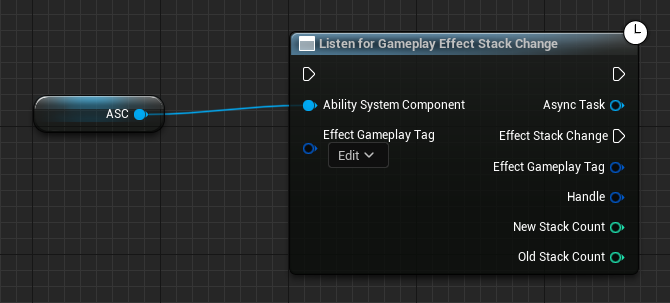 Listen for Gameplay Effect Stack Change
ASC
Ability System Component
Async Task
Effect Gameplay Tag
Edit
Effect Stack Change
Effect Gameplay Tag
Handle
New Stack Count
Old Stack Count